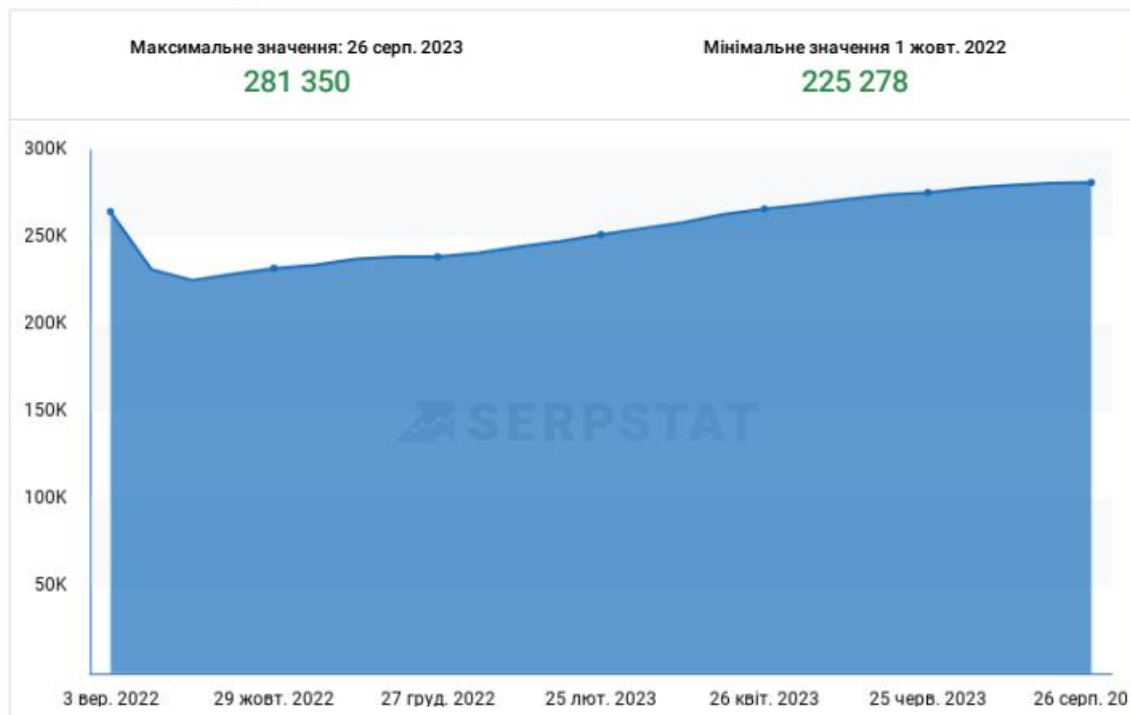 Максимальне значення: 26 серп. 2023
281 350
Мінімальне значення 1 жовт. 2022
225 278
300K
250K
200K
150K
100K
50K
SERPSTAT
3 вер. 2022
29 жовт. 2022
27 груд. 2022
25 лют. 2023
26 квіт. 2023
25 черв. 2023
26 серп. 20